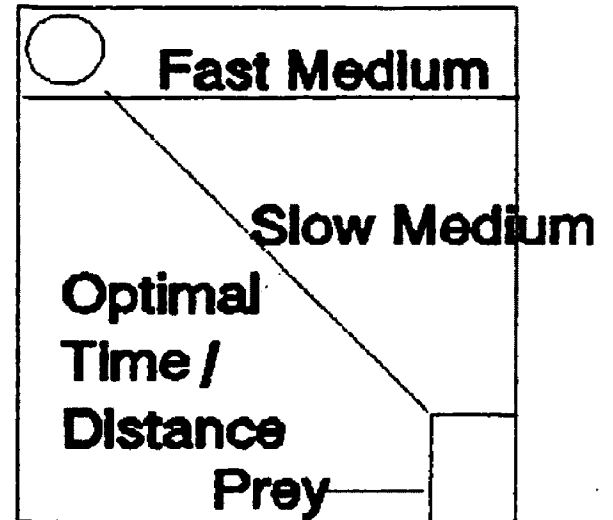 Fast Medium
Slow Medium
Optimal
Time /
Distance
Prey